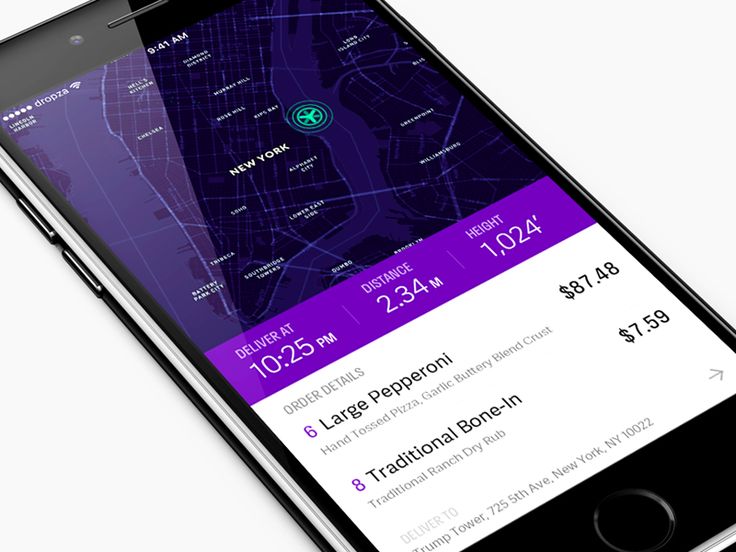 dropza
9:41 AM
LINCOLN
HARBOR
HELL'S
KITCHEN
DIAMOND
DISTRICT
LONG
ISLAND CITY
MURRAY HILL
BLIS
CHELSEA
ROSE HILL
KIPS BAY
GREENPOINT
NEW YORK
ALPHABET
CITY
WILLIAMSBURG
SOHO
LOWER EAST
SIDE
TRIBECA
SOUTHBRIDGE
TOWERS
DUMBO
BROOKLYN
BATTERY
PARK CITY
DELIVER AT
10:25 PM
DISTANCE
2.34 M
HEIGHT
1,024'
ORDER DETAILS
6 Large Pepperoni $87.48
Hand Tossed Pizza, Garlic Buttery Blend Crust
8 Traditional Bone-In $7.59
Traditional Ranch Dry Rub
DELIVER TO
Trump Tower, 725 5th Ave, New York, NY 10022